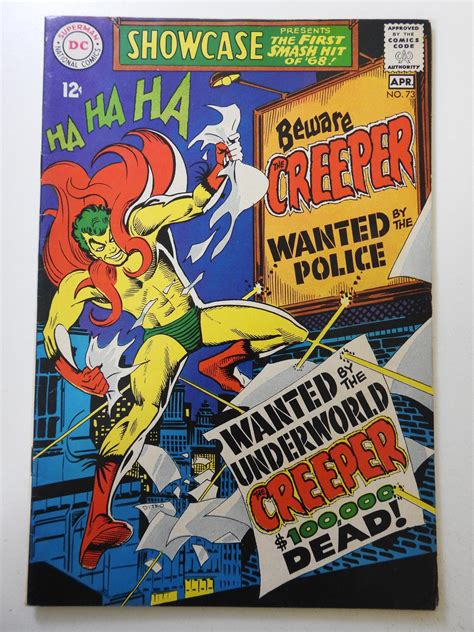 SUPERMAN
DC
NATIONAL COMICS
SHOWCASE
PRESENTS
THE FIRST
SMASH HIT
OF '68!
APPROVED
BY THE
COMICS
CODE
AUTHORITY
APR.
NO. 73
12¢
HA HA HA
Beware
THE
CREEPER
WANTED BY THE
POLICE
WANTED BY THE
UNDERWORLD
THE
CREEPER
$100,000
DEAD!
DITKO